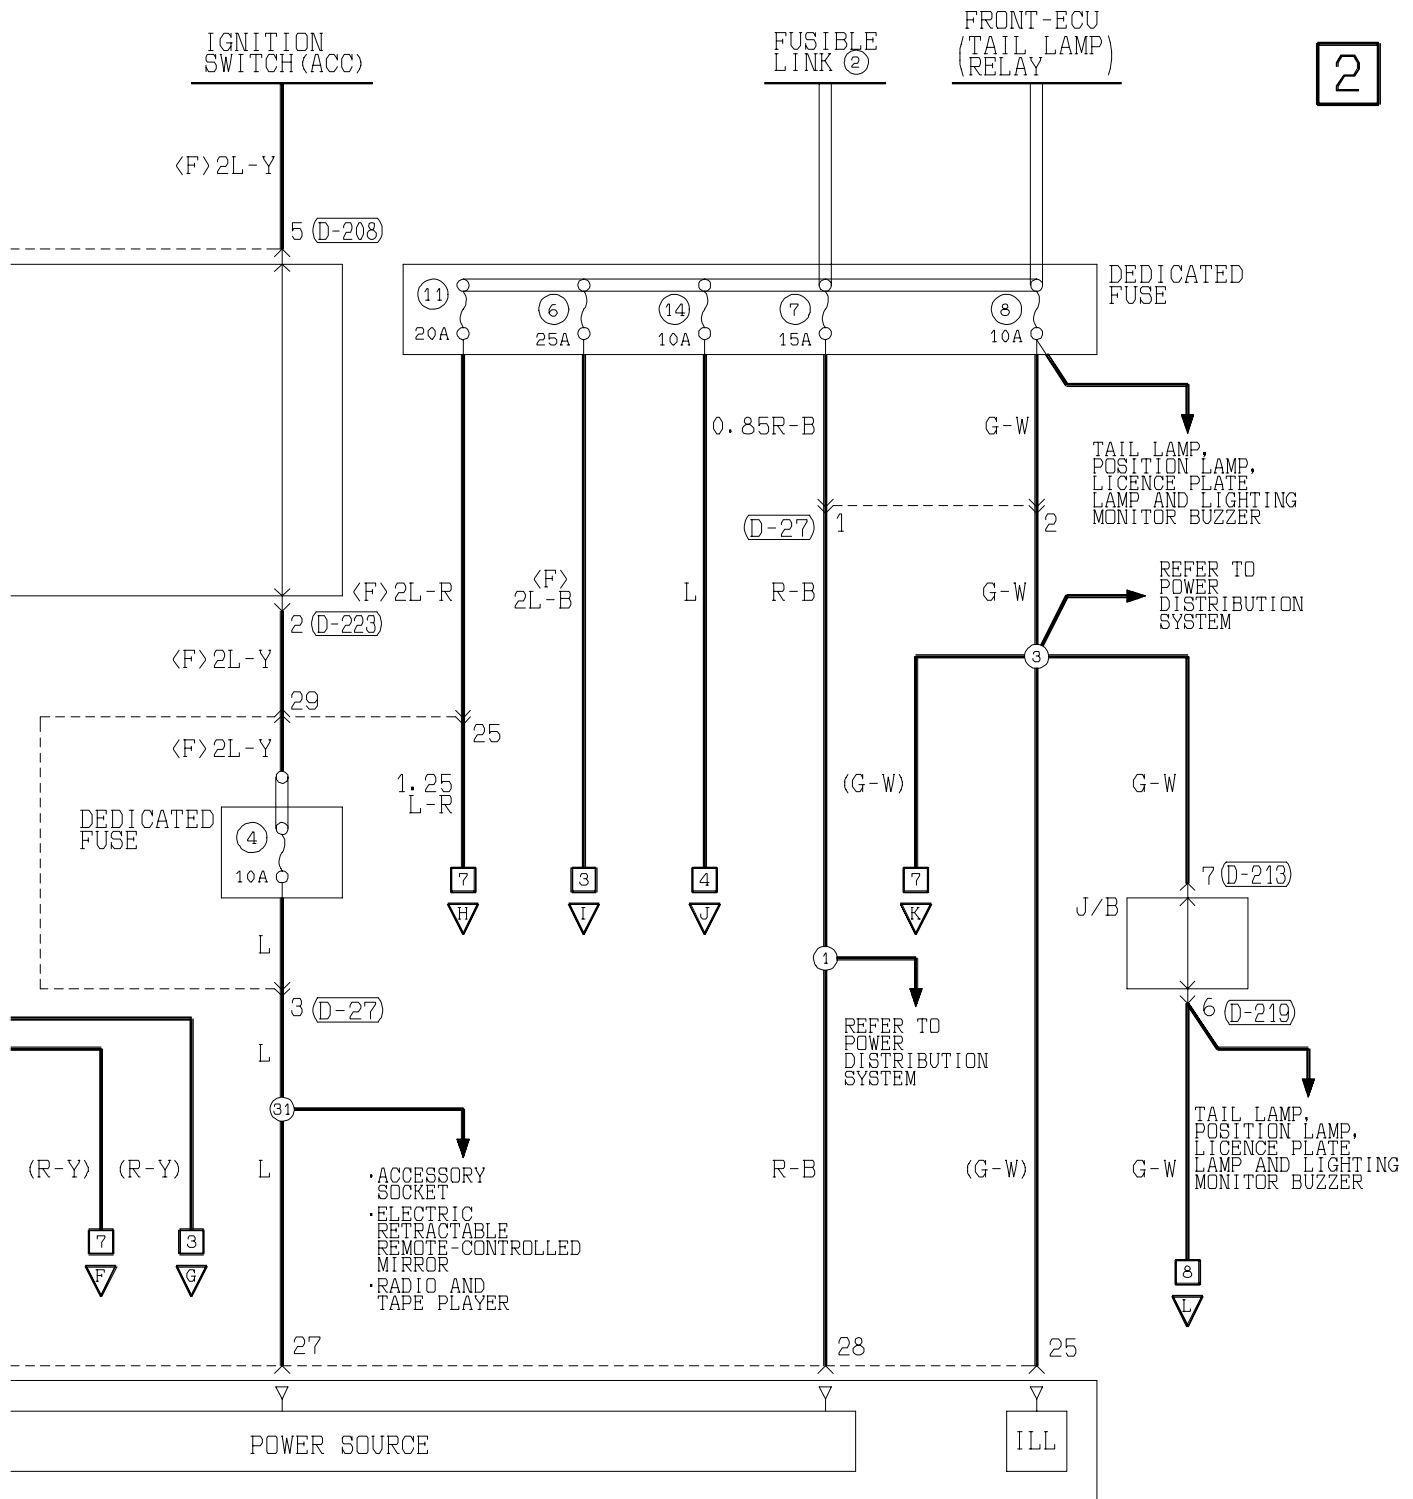 IGNITION
SWITCH(ACC)
FUSIBLE
LINK ②
FRONT-ECU
(TAIL LAMP)
(RELAY )
2
<F>2L-Y
5 (D-208)
DEDICATED
FUSE
11
20A
6
25A
14
10A
7
15A
8
10A
0.85R-B
G-W
TAIL LAMP,
POSITION LAMP,
LICENCE PLATE
LAMP AND LIGHTING
MONITOR BUZZER
(D-27) 1
2
<F>2L-R
<F>
2L-B
L
R-B
G-W
REFER TO
POWER
DISTRIBUTION
SYSTEM
2 (D-223)
<F>2L-Y
3
29
25
<F>2L-Y
1.25
L-R
(G-W)
G-W
DEDICATED
FUSE
4
10A
7
H
3
I
4
J
7
K
7 (D-213)
J/B
L
1
3 (D-27)
6 (D-219)
REFER TO
POWER
DISTRIBUTION
SYSTEM
L
31
TAIL LAMP,
POSITION LAMP,
LICENCE PLATE
LAMP AND LIGHTING
MONITOR BUZZER
(R-Y)
(R-Y)
L
·ACCESSORY
SOCKET
·ELECTRIC
RETRACTABLE
REMOTE-CONTROLLED
MIRROR
·RADIO AND
TAPE PLAYER
R-B
(G-W)
G-W
7
F
3
G
8
L
27
28
25
POWER SOURCE
ILL